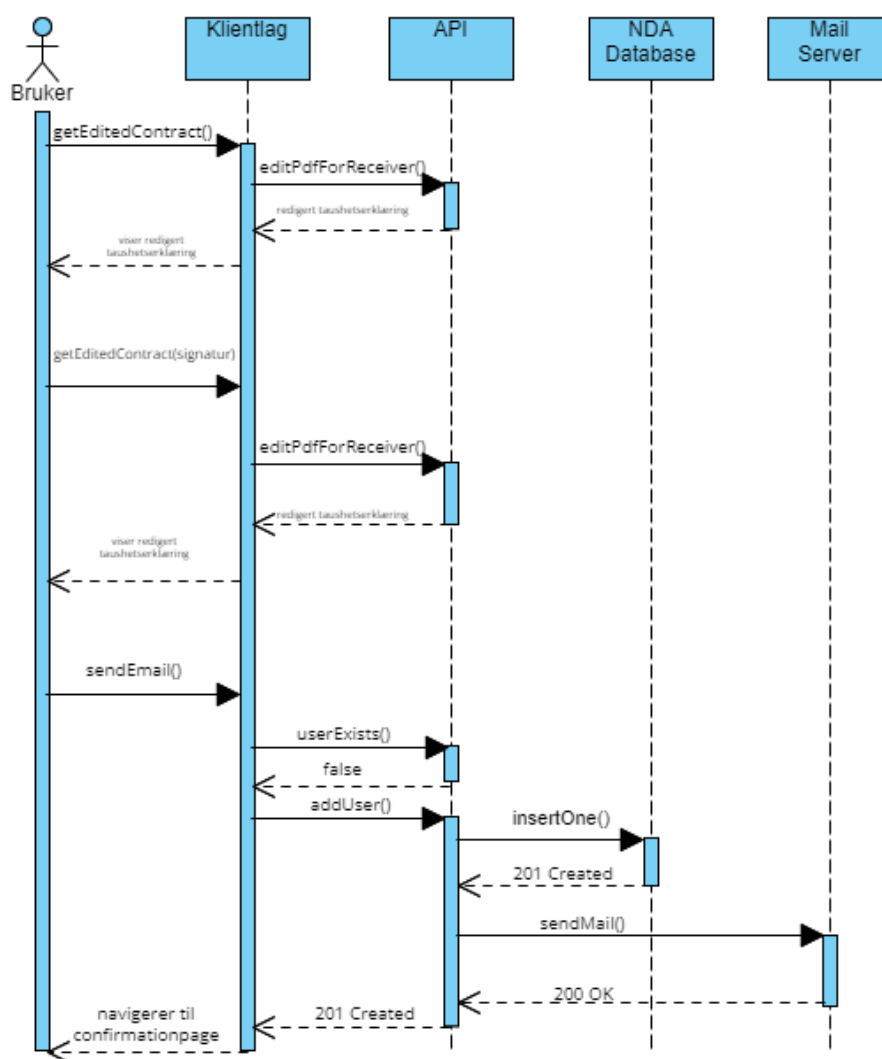 Klientlag
API
NDA
Database
Mail
Server
Bruker
getEditedContract()
editPdfForReceiver()
redigert taushetserklæring
viser redigert
taushetserklæring
getEditedContract(signatur)
editPdfForReceiver()
redigert taushetserklæring
viser redigert
taushetserklæring
sendEmail()
userExists()
false
addUser()
insertOne()
201 Created
sendMail()
200 OK
201 Created
navigerer til
confirmationpage